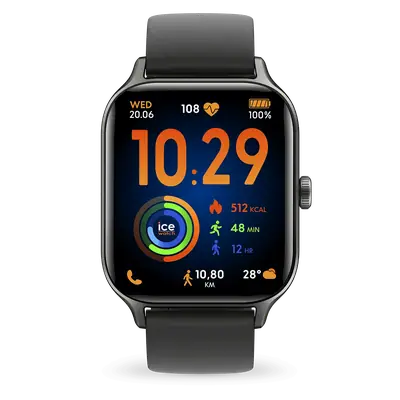 WED
20.06
108
100%
10:29
512 KCAL
ice
watch
48 MIN
12 HR
10,80
KM
28°